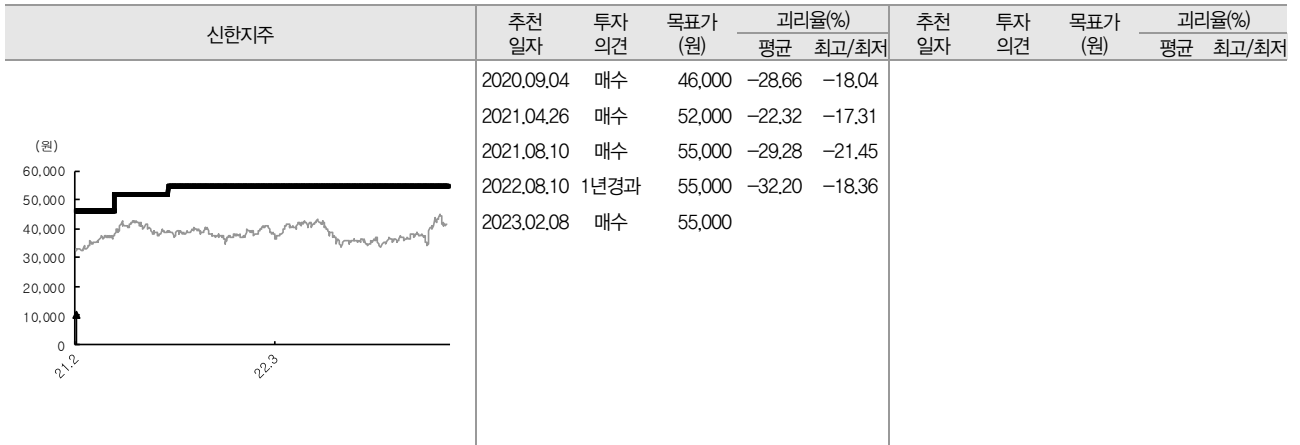 신한지주
추천 일자 투자 의견 목표가 (원) 괴리율(%) 평균 최고/최저 추천 일자 투자 의견 목표가 (원) 괴리율(%) 평균 최고/최저
2020.09.04 매수 46,000 -28.66 -18.04
2021.04.26 매수 52,000 -22.32 -17.31
2021.08.10 매수 55,000 -29.28 -21.45
2022.08.10 1년경과 55,000 -32.20 -18.36
2023.02.08 매수 55,000
(원)
60,000
50,000
40,000
30,000
20,000
10,000
0
21.2 22.3